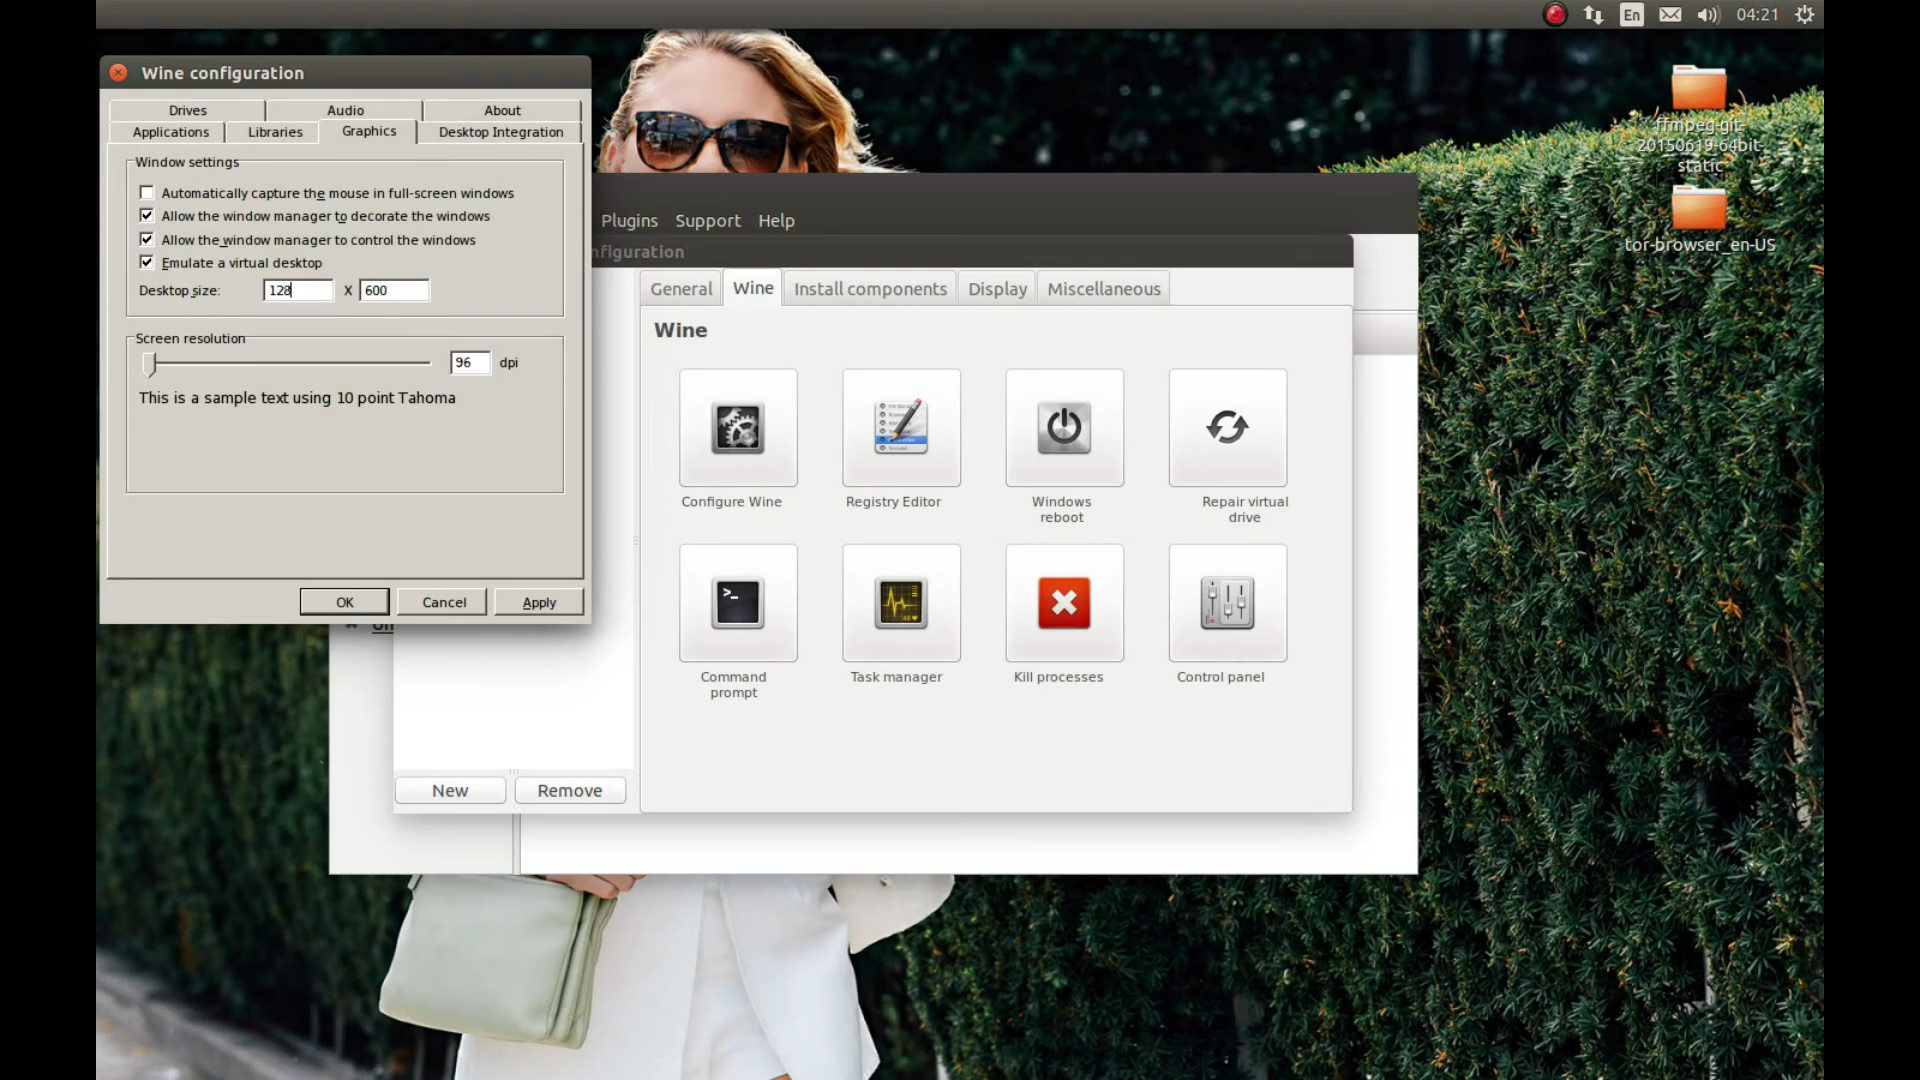 En
04:21
Wine configuration
Drives
Audio
About
Applications
Libraries
Graphics
Desktop Integration
Window settings
Automatically capture the mouse in full-screen windows
Allow the window manager to decorate the windows
Allow the window manager to control the windows
Emulate a virtual desktop
Desktop size:
128
X
600
Screen resolution
96
dpi
This is a sample text using 10 point Tahoma
OK
Cancel
Apply
Plugins
Support
Help
nfiguration
General
Wine
Install components
Display
Miscellaneous
Wine
Configure Wine
Registry Editor
Windows
reboot
Repair virtual
drive
Command
prompt
Task manager
Kill processes
Control panel
New
Remove
ffmpeg-git-
20150619-64bit-
static
tor-browser_en-US